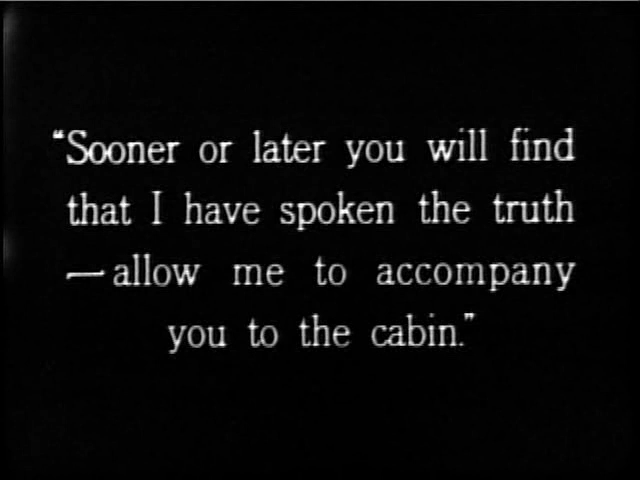 “Sooner or later you will find
that I have spoken the truth
—allow me to accompany
you to the cabin.”